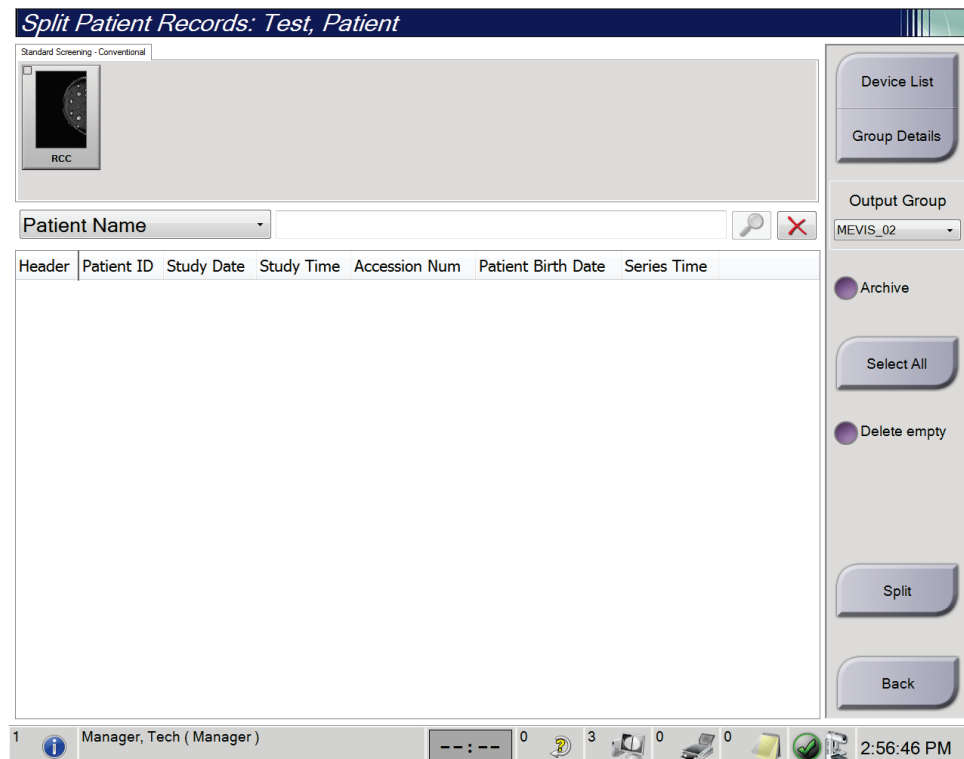 Split Patient Records: Test, Patient
Standard Screening - Conventional
RCC
Patient Name
Header Patient ID Study Date Study Time Accession Num Patient Birth Date Series Time
Device List
Group Details
Output Group
MEVIS_02
Archive
Select All
Delete empty
Split
Back
1 Manager, Tech ( Manager ) --:-- 0 3 0 0 2:56:46 PM